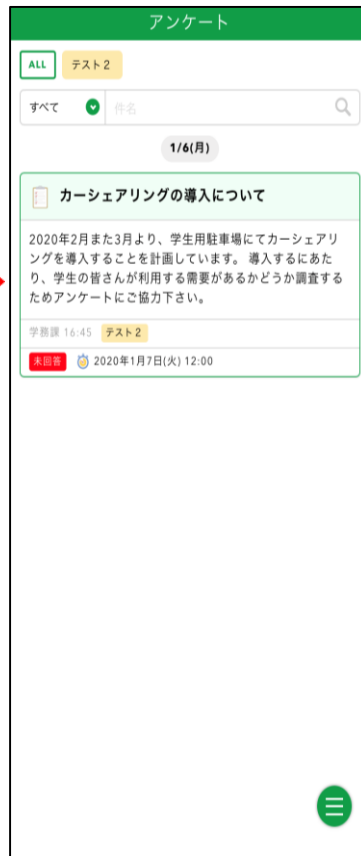 アンケート
ALL テスト2
すべて 件名
1/6(月)
カーシェアリングの導入について
2020年2月また3月より、学生用駐車場にてカーシェアリ
ングを導入することを計画しています。 導入するにあた
り、学生の皆さんが利用する需要があるかどうか調査する
ためアンケートにご協力下さい。
学務課 16:45 テスト2
未回答 2020年1月7日(火) 12:00